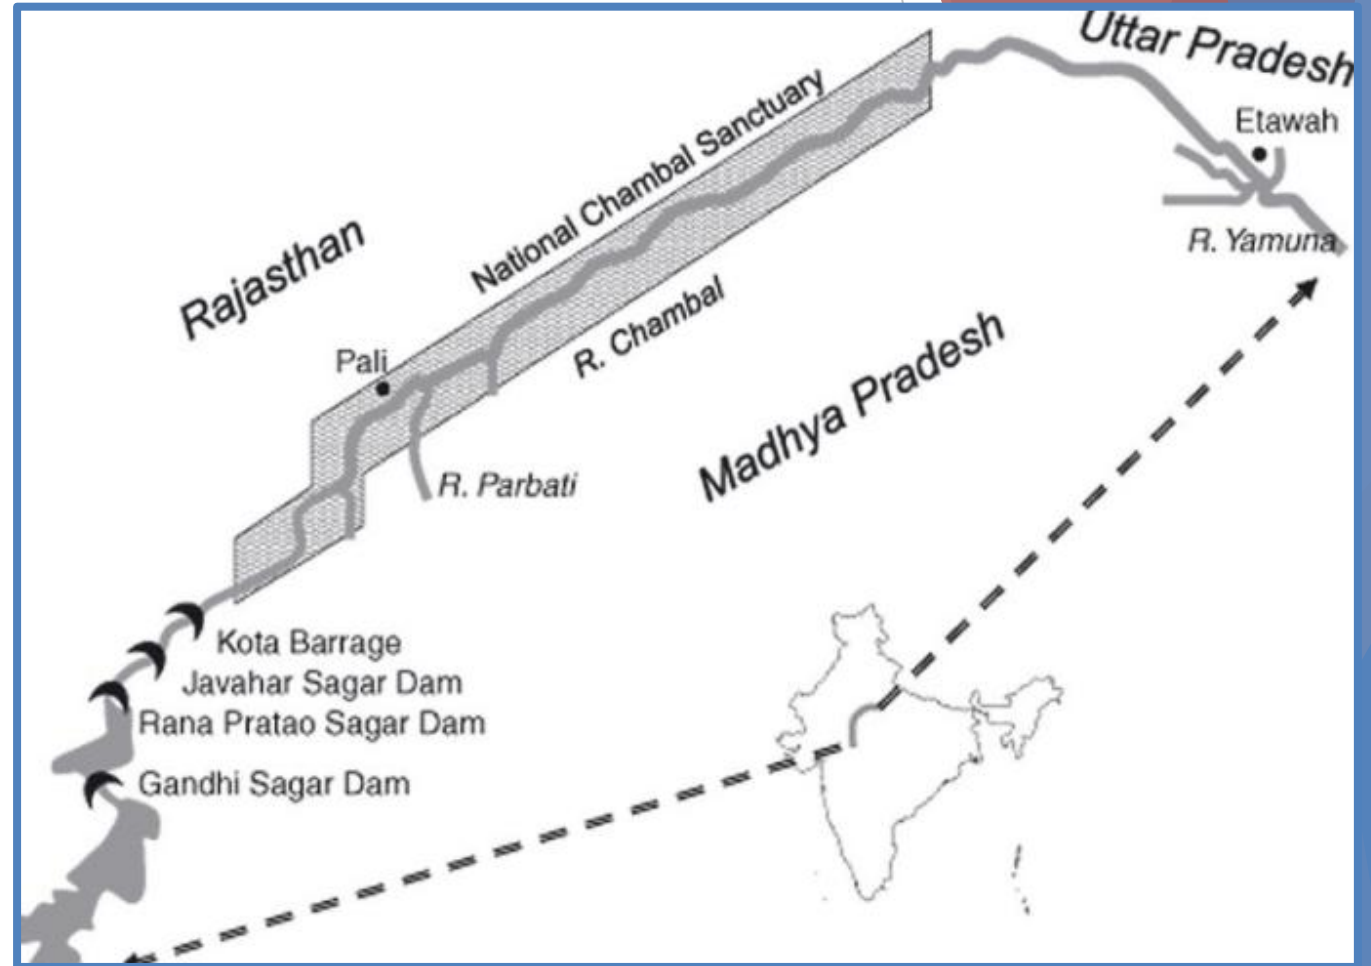 Uttar Pradesh
Etawah
R. Yamuna
National Chambal Sanctuary
Rajasthan
R. Chambal
Pali
Madhya Pradesh
R. Parbati
Kota Barrage
Javahar Sagar Dam
Rana Pratao Sagar Dam
Gandhi Sagar Dam